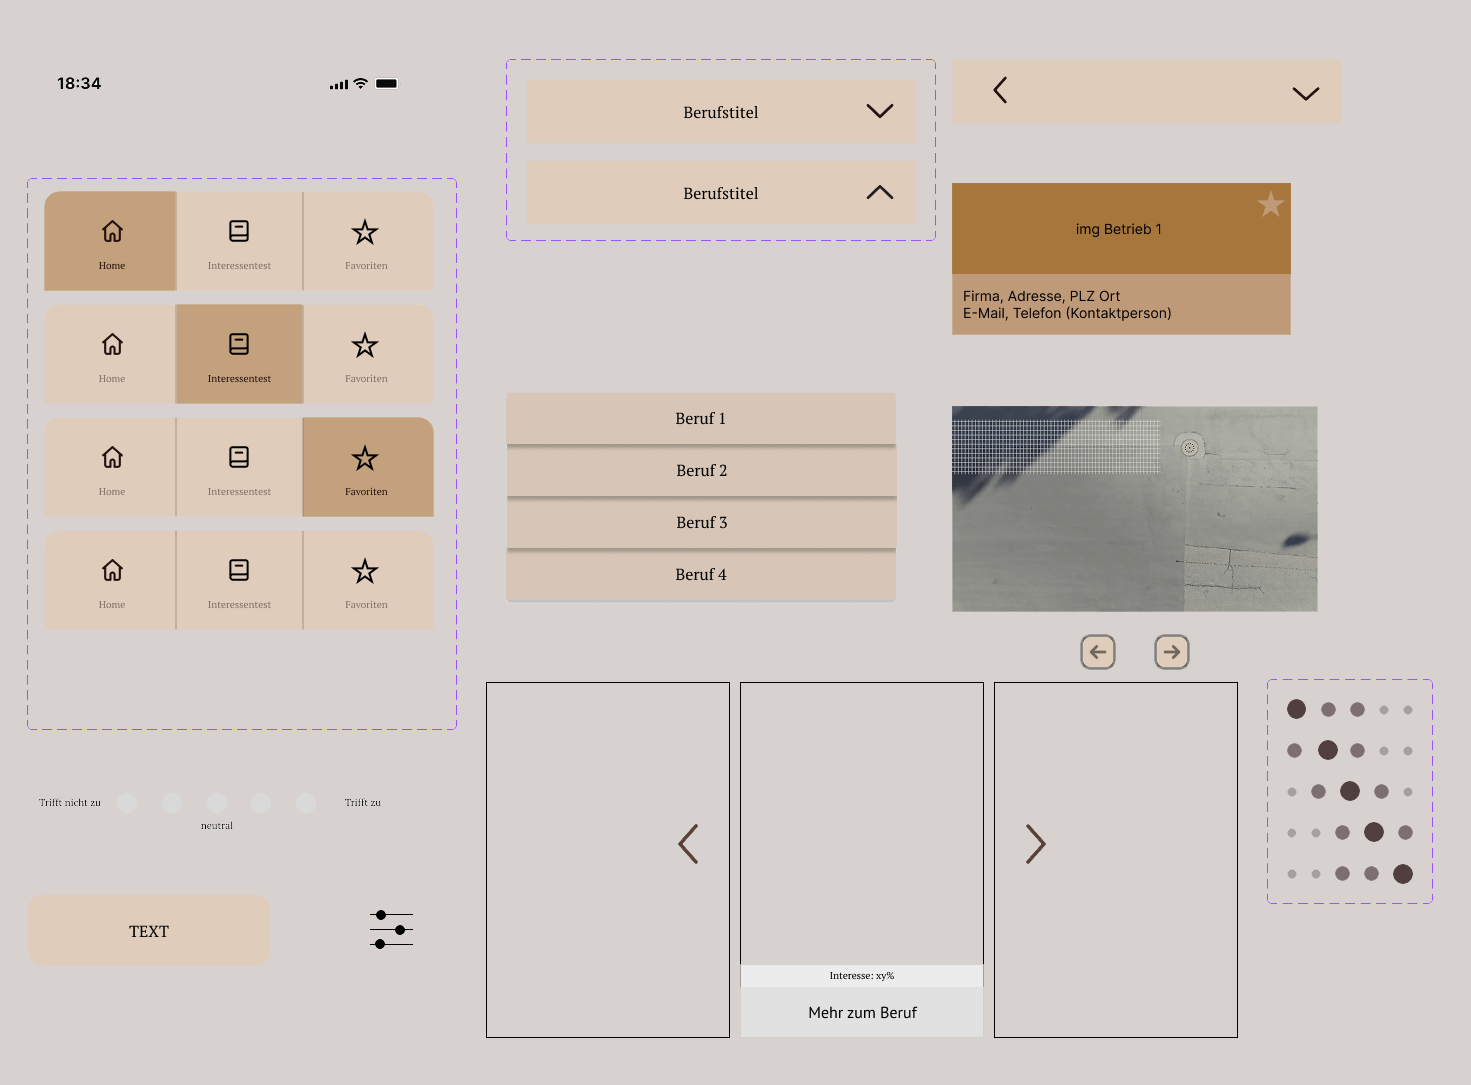 18:34
Home
Interessentest
Favoriten
Home
Interessentest
Favoriten
Home
Interessentest
Favoriten
Home
Interessentest
Favoriten
Trifft nicht zu
neutral
Trifft zu
TEXT
Berufstitel
Berufstitel
Beruf 1
Beruf 2
Beruf 3
Beruf 4
Interesse: xy%
Mehr zum Beruf
img Betrieb 1
Firma, Adresse, PLZ Ort
E-Mail, Telefon (Kontaktperson)